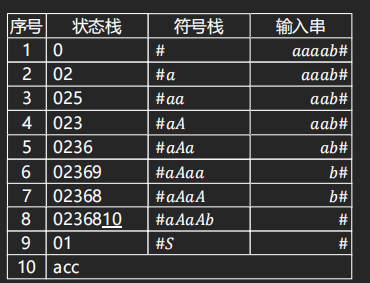 序号 状态栈 符号栈 输入串
1 0 # aaaab#
2 02 #a aaab#
3 025 #aa aab#
4 023 #aA aab#
5 0236 #aAa ab#
6 02369 #aAaa b#
7 02368 #aAaA b#
8 0236810 #aAaAb #
9 01 #S #
10 acc